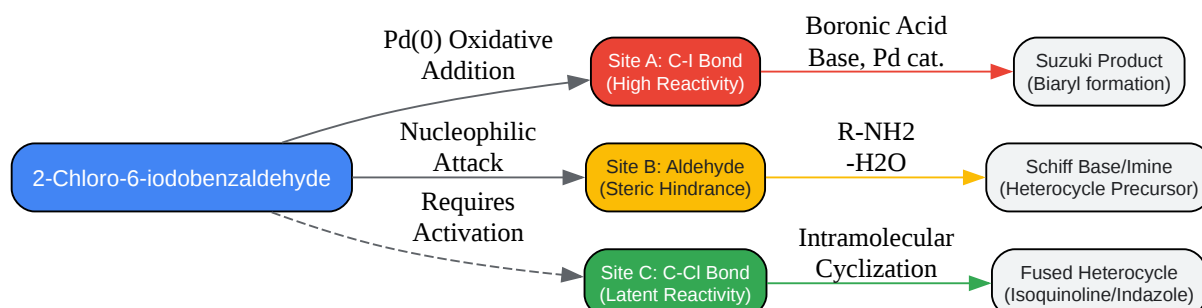 Pd(0) Oxidative
Addition
Boronic Acid
Base, Pd cat.
Site A: C-I Bond
(High Reactivity)
Suzuki Product
(Biaryl formation)
2-Chloro-6-iodobenzaldehyde
Nucleophilic
Attack
R-NH2
-H2O
Site B: Aldehyde
(Steric Hindrance)
Schiff Base/Imine
(Heterocycle Precursor)
Requires
Activation
Intramolecular
Cyclization
Site C: C-Cl Bond
(Latent Reactivity)
Fused Heterocycle
(Isoquinoline/Indazole)